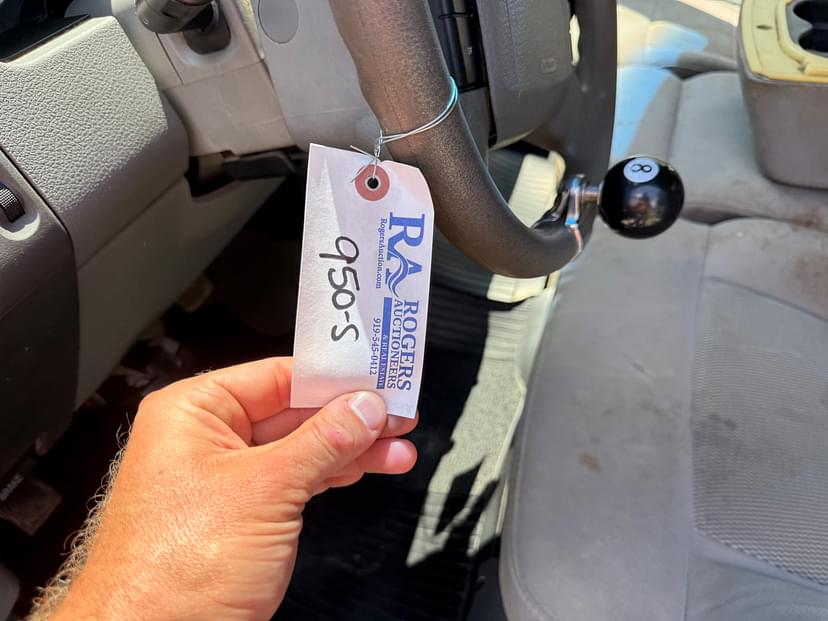 RA ROGERS
AUCTIONEERS
& REAL ESTATE
RogersAuction.com
919-545-0412
950-S
8